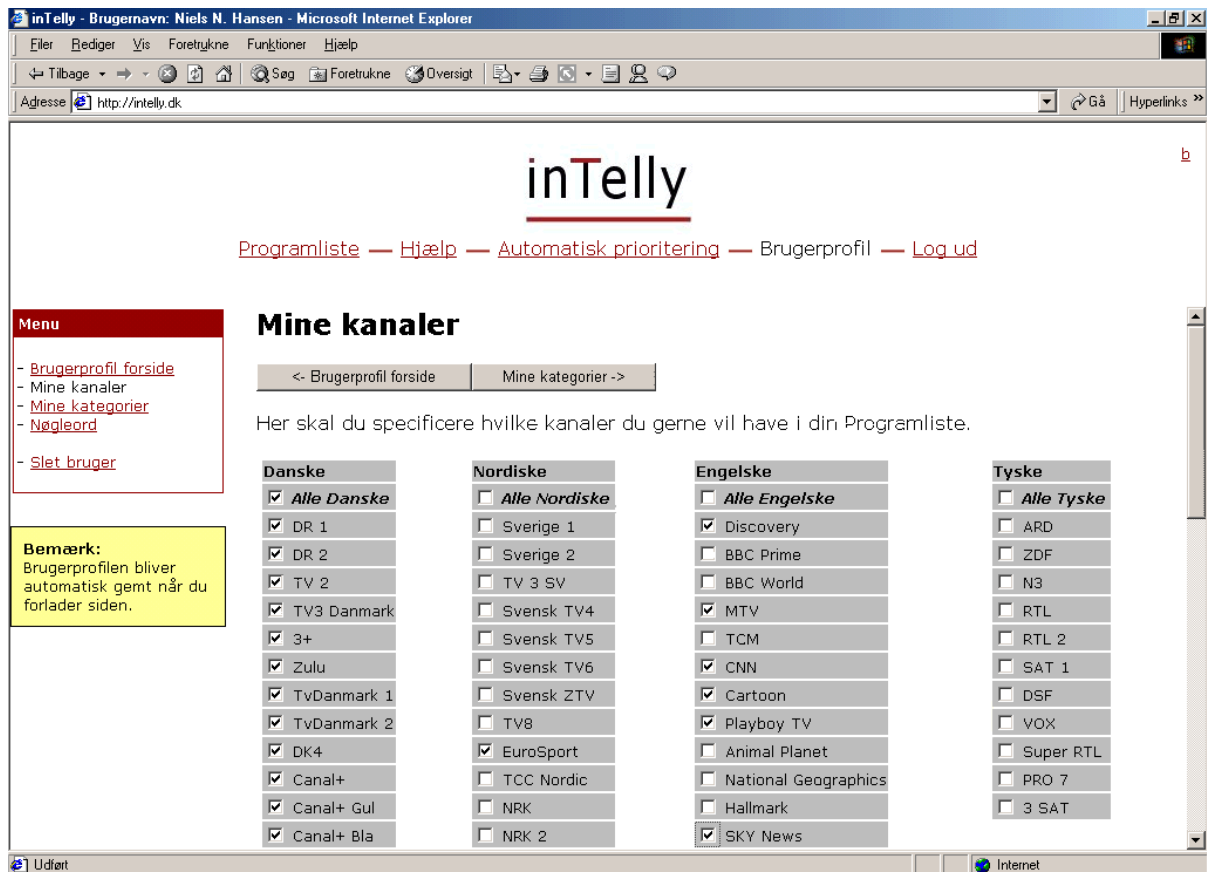 inTelly - Brugernavn: Niels N. Hansen - Microsoft Internet Explorer
Filer Rediger Vis Foretrukne Funktioner Hjælp
Tilbage Søg Foretrukne Oversigt
Adresse http://intelly.dk Gå Hyperlinks »
b
inTelly
Programliste — Hjælp — Automatisk prioritering — Brugerprofil — Log ud
Menu
- Brugerprofil forside
- Mine kanaler
- Mine kategorier
- Nøgleord
- Slet bruger
Bemærk:
Brugerprofilen bliver
automatisk gemt når du
forlader siden.
Mine kanaler
<- Brugerprofil forside Mine kategorier ->
Her skal du specificere hvilke kanaler du gerne vil have i din Programliste.
Danske Nordiske Engelske Tyske
Alle Danske Alle Nordiske Alle Engelske Alle Tyske
DR 1 Sverige 1 Discovery ARD
DR 2 Sverige 2 BBC Prime ZDF
TV 2 TV 3 SV BBC World N3
TV3 Danmark Svensk TV4 MTV RTL
3+ Svensk TV5 TCM RTL 2
Zulu Svensk TV6 CNN SAT 1
TvDanmark 1 Svensk ZTV Cartoon DSF
TvDanmark 2 TV8 Playboy TV VOX
DK4 EuroSport Animal Planet Super RTL
Canal+ TCC Nordic National Geographics PRO 7
Canal+ Gul NRK Hallmark 3 SAT
Canal+ Bla NRK 2 SKY News
Udført Internet